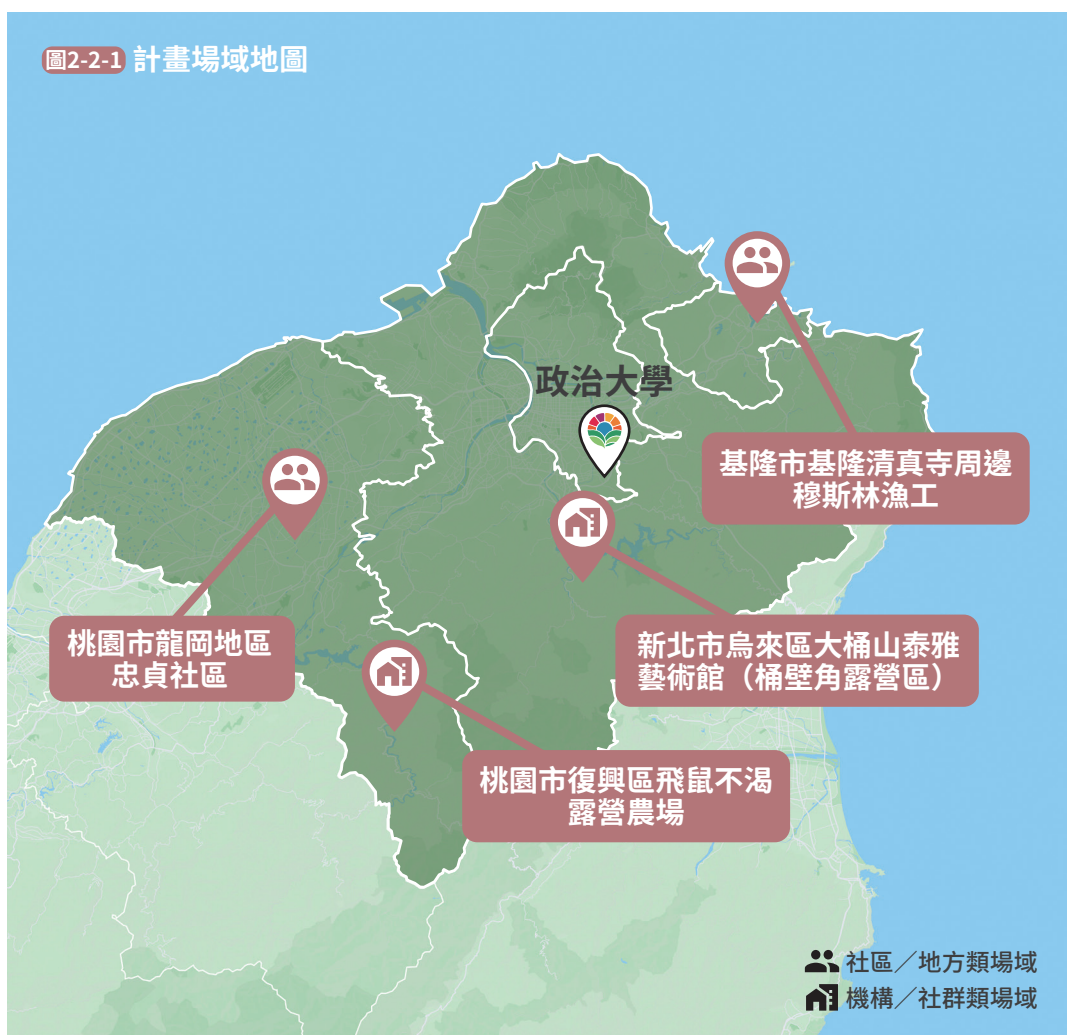 圖2-2-1 計畫場域地圖
政治大學
基隆市基隆清真寺周邊
穆斯林漁工
桃園市龍岡地區
忠貞社區
新北市烏來區大桶山泰雅
藝術館（桶壁角露營區）
桃園市復興區飛鼠不渴
露營農場
社區／地方類場域
機構／社群類場域